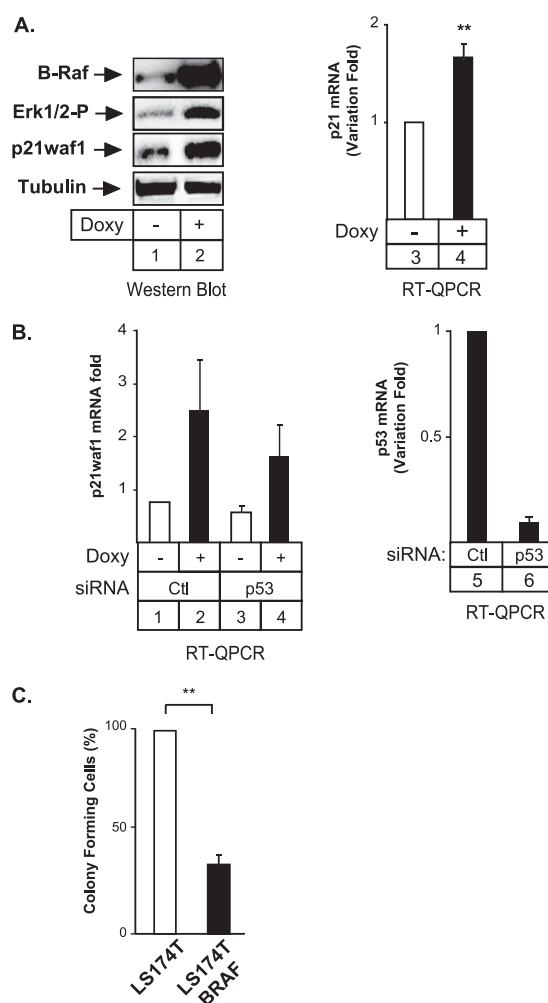 A.
B-Raf
Erk1/2-P
p21waf1
Tubulin
Doxy - +
1 2
Western Blot
p21 mRNA
(Variation Fold)
2
1
**
Doxy - +
3 4
RT-QPCR
B.
p21waf1 mRNA fold
4
3
2
1
Doxy - + - +
siRNA Ctl p53
1 2 3 4
RT-QPCR
p53 mRNA
(Variation Fold)
1
0.5
siRNA: Ctl p53
5 6
RT-QPCR
C.
Colony Forming Cells (%)
100
50
0
**
LS174T
LS174T
BRAF